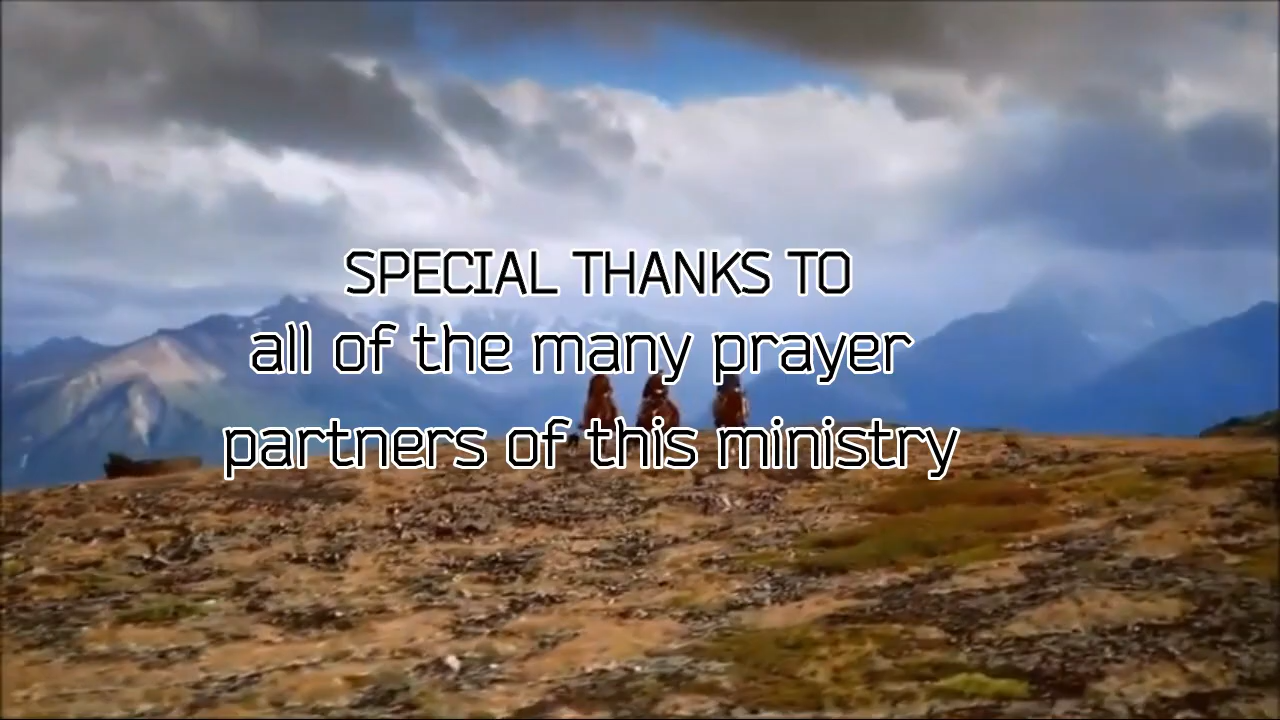 SPECIAL THANKS TO
all of the many prayer
partners of this ministry